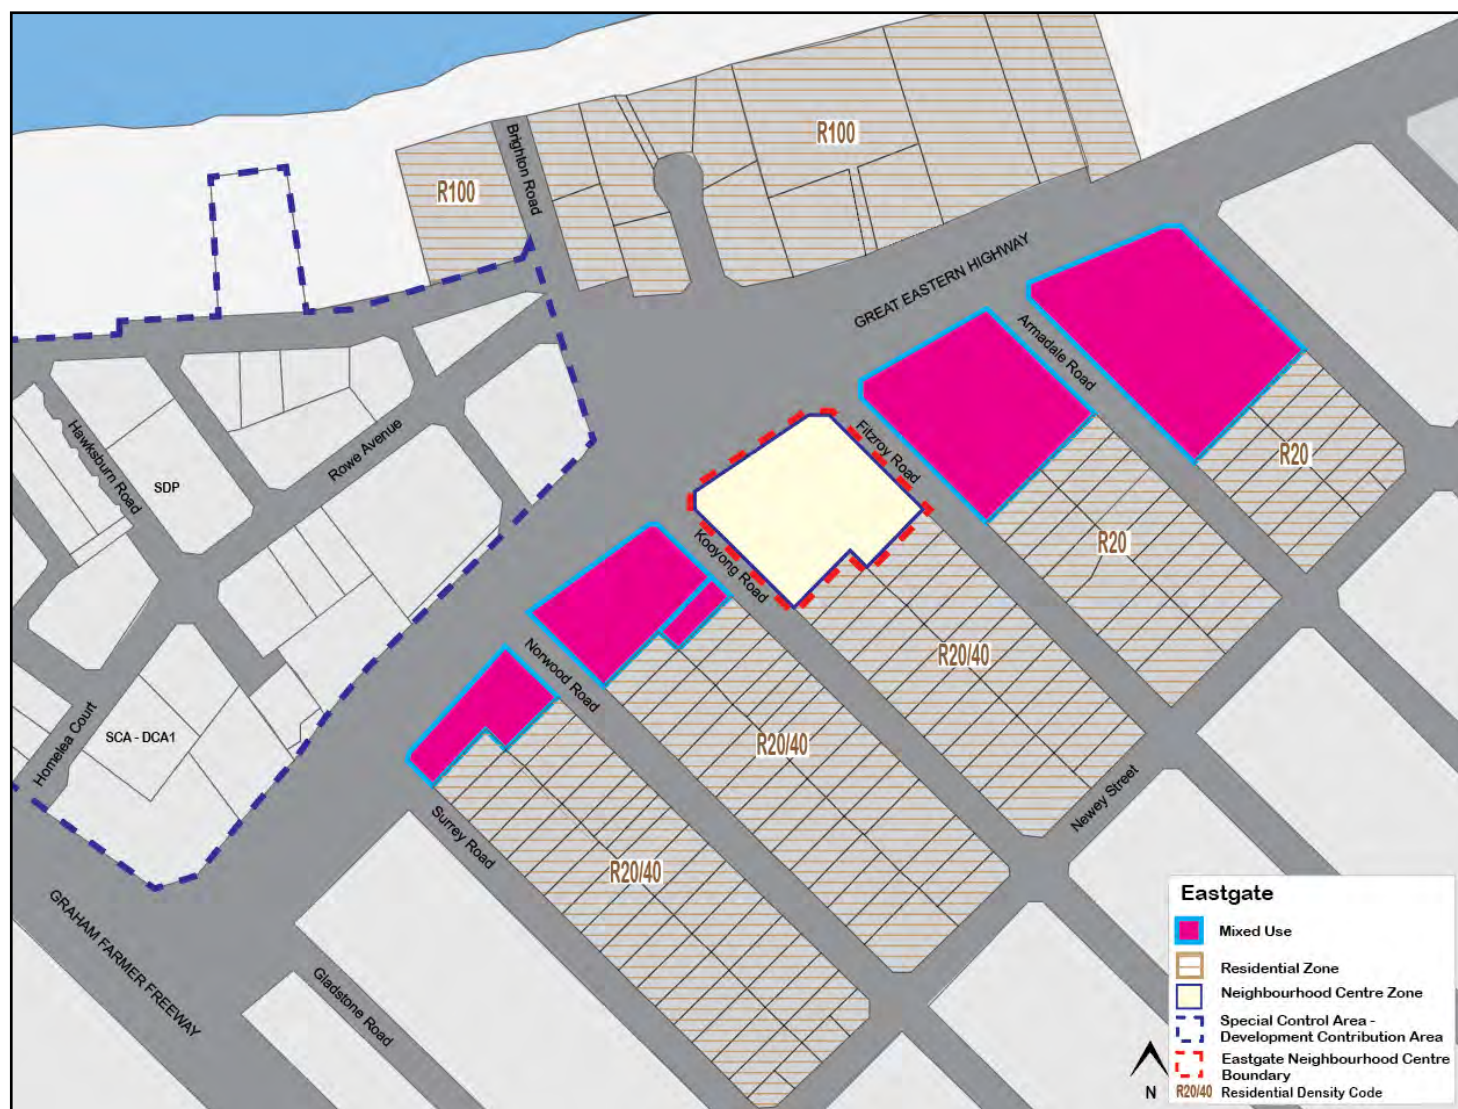 R100
R100
Brighton Road
GREAT EASTERN HIGHWAY
Armadale Road
Fitzroy Road
Hawksburn Road
Rowe Avenue
SDP
R20
R20
Kooyong Road
Norwood Road
R20/40
R20/40
R20/40
Homelea Court
SCA - DCA1
Surrey Road
Newey Street
GRAHAM FARMER FREEWAY
Gladstone Road
Eastgate
Mixed Use
Residential Zone
Neighbourhood Centre Zone
Special Control Area -
Development Contribution Area
Eastgate Neighbourhood Centre
Boundary
R20/40 Residential Density Code
N